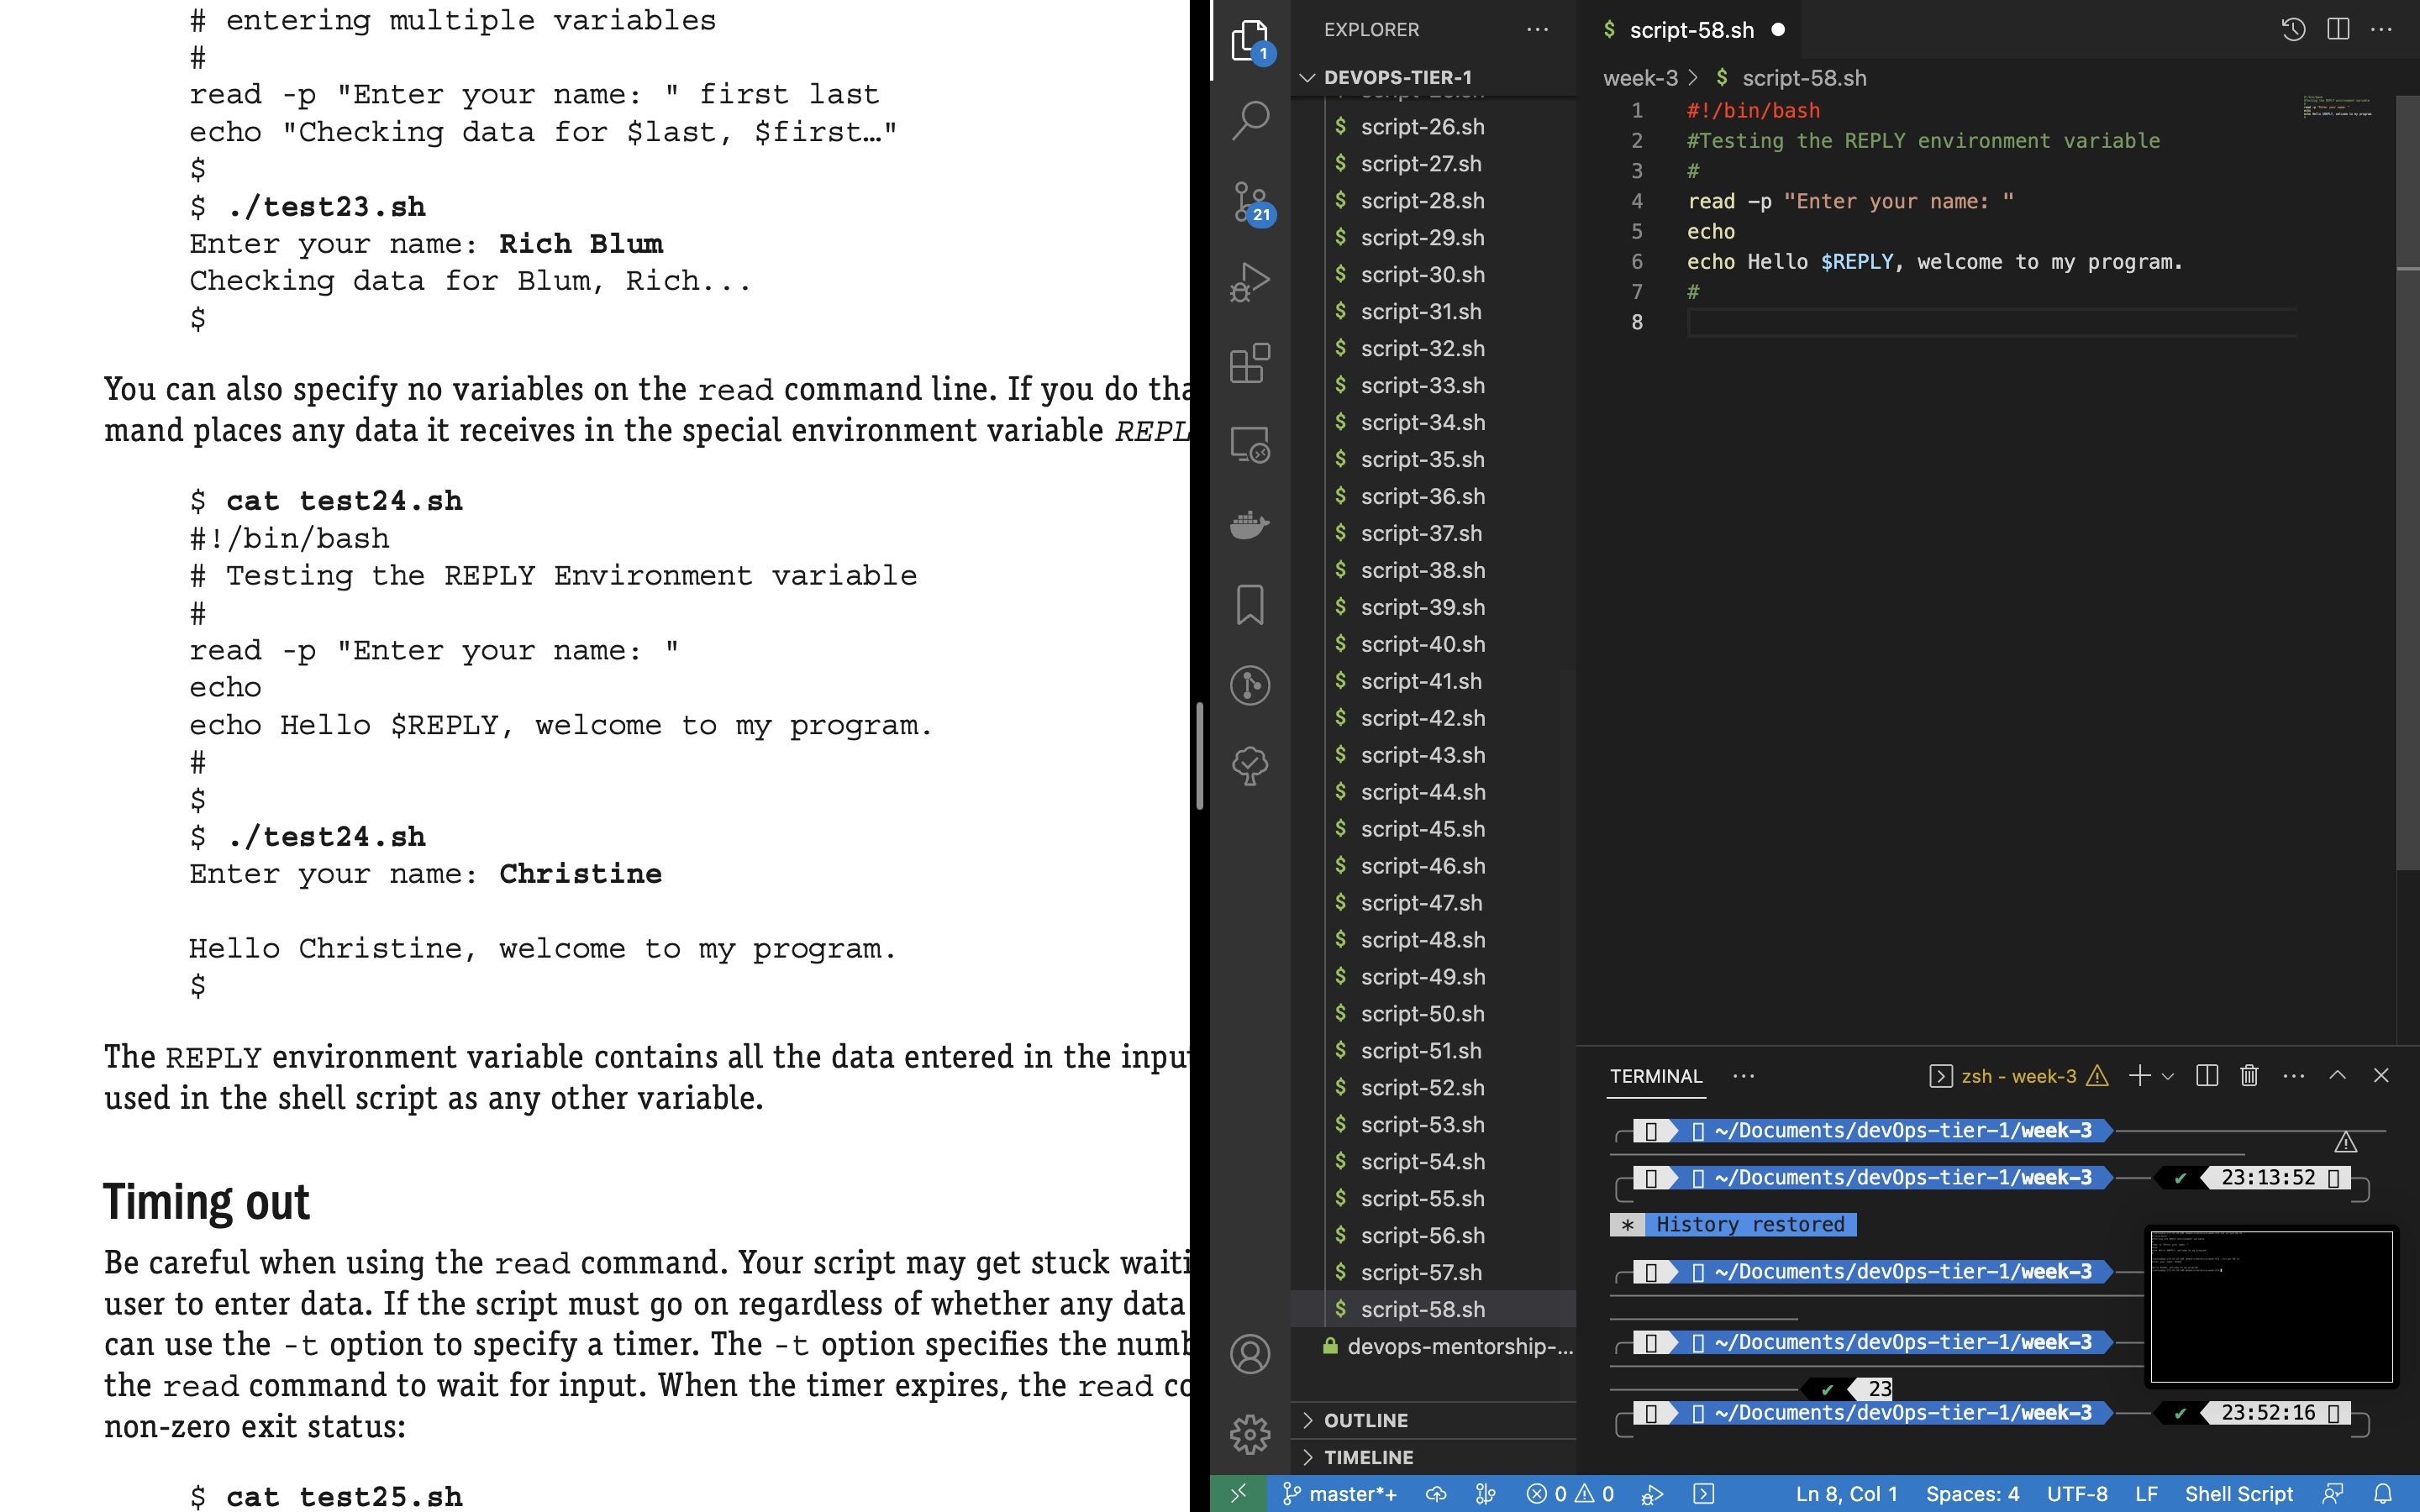 # entering multiple variables
#
read -p "Enter your name: " first last
echo "Checking data for $last, $first…"
$
$ ./test23.sh
Enter your name: Rich Blum
Checking data for Blum, Rich...
$
You can also specify no variables on the read command line. If you do tha
mand places any data it receives in the special environment variable REPL
$ cat test24.sh
#!/bin/bash
# Testing the REPLY Environment variable
#
read -p "Enter your name: "
echo
echo Hello $REPLY, welcome to my program.
#
$
$ ./test24.sh
Enter your name: Christine
Hello Christine, welcome to my program.
$
The REPLY environment variable contains all the data entered in the input
used in the shell script as any other variable.
Timing out
Be careful when using the read command. Your script may get stuck waiti
user to enter data. If the script must go on regardless of whether any data
can use the -t option to specify a timer. The -t option specifies the numb
the read command to wait for input. When the timer expires, the read co
non-zero exit status:
$ cat test25.sh
1
21
EXPLORER
DEVOPS-TIER-1
$ script-26.sh
$ script-27.sh
$ script-28.sh
$ script-29.sh
$ script-30.sh
$ script-31.sh
$ script-32.sh
$ script-33.sh
$ script-34.sh
$ script-35.sh
$ script-36.sh
$ script-37.sh
$ script-38.sh
$ script-39.sh
$ script-40.sh
$ script-41.sh
$ script-42.sh
$ script-43.sh
$ script-44.sh
$ script-45.sh
$ script-46.sh
$ script-47.sh
$ script-48.sh
$ script-49.sh
$ script-50.sh
$ script-51.sh
$ script-52.sh
$ script-53.sh
$ script-54.sh
$ script-55.sh
$ script-56.sh
$ script-57.sh
$ script-58.sh
devops-mentorship-...
OUTLINE
TIMELINE
$ script-58.sh
week-3 > $ script-58.sh
1 #!/bin/bash
2 #Testing the REPLY environment variable
3 #
4 read -p "Enter your name: "
5 echo
6 echo Hello $REPLY, welcome to my program.
7 #
8
TERMINAL zsh - week-3
~/Documents/devOps-tier-1/week-3
~/Documents/devOps-tier-1/week-3 ✔ 23:13:52
* History restored
~/Documents/devOps-tier-1/week-3
~/Documents/devOps-tier-1/week-3
✔ 23
~/Documents/devOps-tier-1/week-3 ✔ 23:52:16
master*+ 0 0 Ln 8, Col 1 Spaces: 4 UTF-8 LF Shell Script